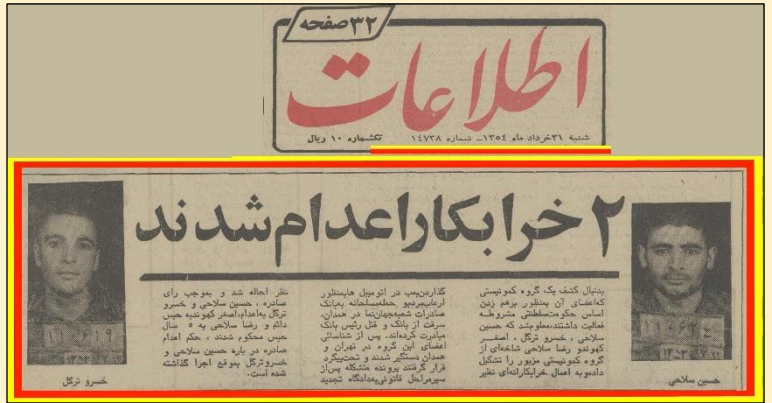 ۳۲ صفحه
اطلاعات
شنبه ۳۱ خرداد ماه ۱۳۵۴ـ شماره ۱۴۷۳۸
تکشماره ۱۰ ریال
۲ خرابکار اعدام شدند
بدنبال کشف یک گروه کمونیستی
که اعضای آن بمنظور برهم زدن
اساس حکومت سلطنتی مشروطه
فعالیت داشتند، معلوم شد که حسین
سلاحی ، خسرو ترگل ، اصغر
کهوندو رضا سلاحی شاخه‌ای از
گروه کمونیستی مزبور را تشکیل
داده و به اعمال خرابکارانه‌ای نظیر
گذاردن بمب در اتومبیل ها بمنظور
ارعاب مردم حمله مسلحانه به بانک
صادرات شعبه جهان نما در همدان،
سرقت از بانک و قتل رئیس بانک
مبادرت کرده‌اند. پس از شناسائی
اعضای این گروه در تهران و
همدان دستگیر شدند و تحت پیگرد
قرار گرفتند پرونده متشکله پس از
سیر مراحل قانونی به دادگاه تجدید
نظر احاله شد و بموجب رأی
صادره ، حسین سلاحی و خسرو
ترگل به اعدام، اصغر کهوند به حبس
دائم و رضا سلاحی به ۵ سال
حبس محکوم شدند ، حکم اعدام
صادره در باره حسین سلاحی و
خسرو ترگل بموقع اجرا گذاشته
شده است.
حسین سلاحی
خسرو ترگل